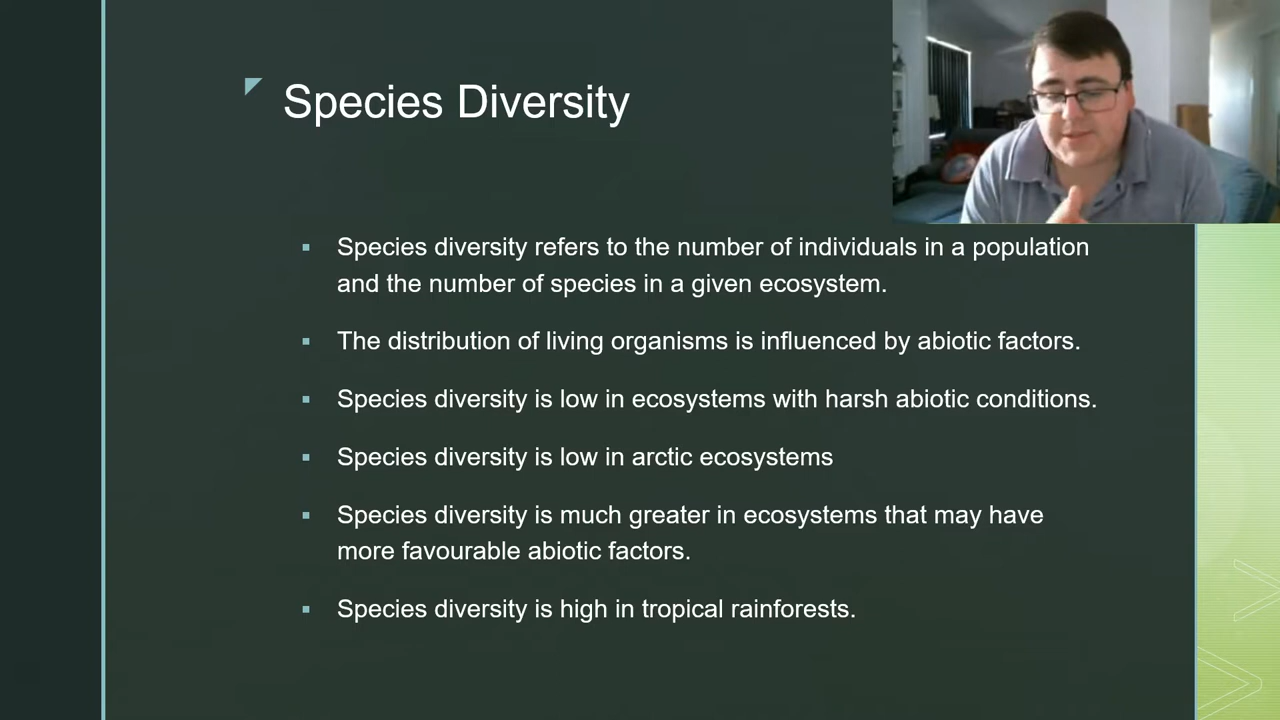 Species Diversity
Species diversity refers to the number of individuals in a population
and the number of species in a given ecosystem.
The distribution of living organisms is influenced by abiotic factors.
Species diversity is low in ecosystems with harsh abiotic conditions.
Species diversity is low in arctic ecosystems
Species diversity is much greater in ecosystems that may have
more favourable abiotic factors.
Species diversity is high in tropical rainforests.